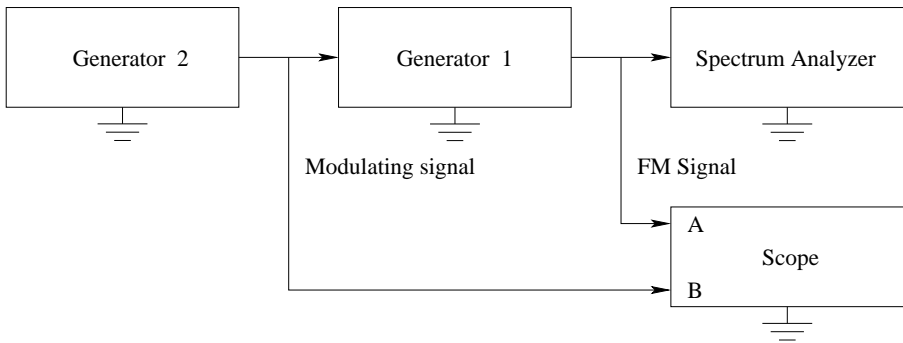 Generator 2
Generator 1
Spectrum Analyzer
Modulating signal
FM Signal
A
Scope
B